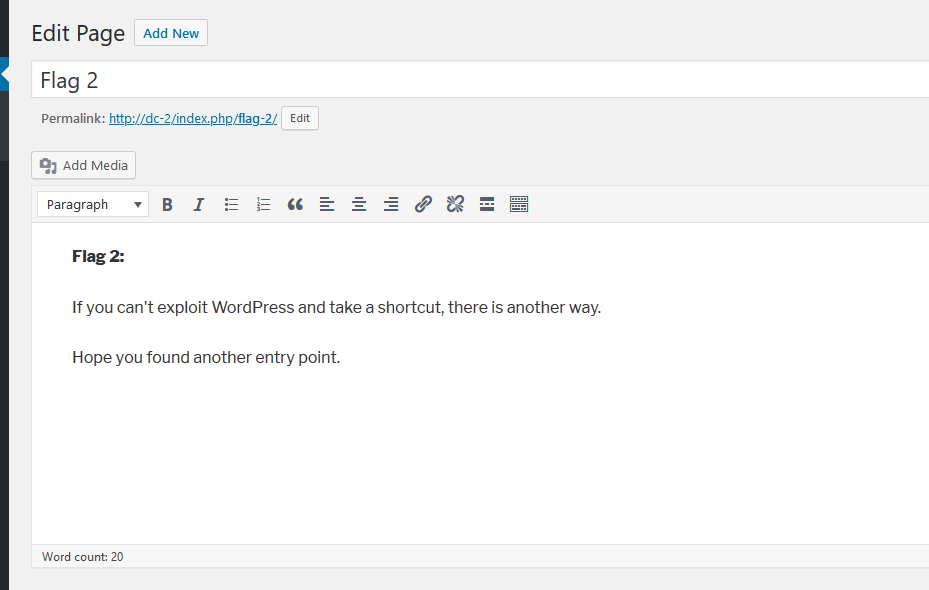 Edit Page Add New
Flag 2
Permalink: http://dc-2/index.php/flag-2/ Edit
Add Media
Paragraph
Flag 2:
If you can't exploit WordPress and take a shortcut, there is another way.
Hope you found another entry point.
Word count: 20